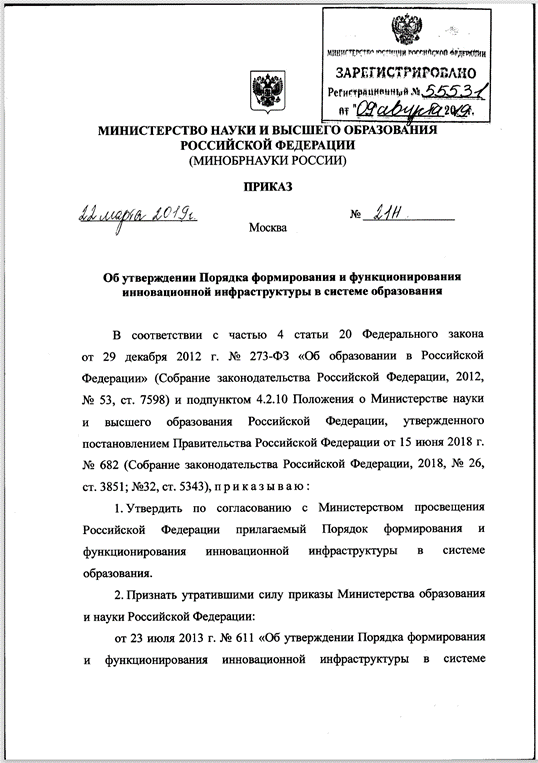 МИНИСТЕРСТВО ЮСТИЦИИ РОССИЙСКОЙ ФЕДЕРАЦИИ
ЗАРЕГИСТРИРОВАНО
Регистрационный № 55531
от "09 августа 2019.
МИНИСТЕРСТВО НАУКИ И ВЫСШЕГО ОБРАЗОВАНИЯ
РОССИЙСКОЙ ФЕДЕРАЦИИ
(МИНОБРНАУКИ РОССИИ)
ПРИКАЗ
22 марта 2019г. № 21н
Москва
Об утверждении Порядка формирования и функционирования
инновационной инфраструктуры в системе образования
В соответствии с частью 4 статьи 20 Федерального закона
от 29 декабря 2012 г. № 273-ФЗ «Об образовании в Российской
Федерации» (Собрание законодательства Российской Федерации, 2012,
№ 53, ст. 7598) и подпунктом 4.2.10 Положения о Министерстве науки
и высшего образования Российской Федерации, утвержденного
постановлением Правительства Российской Федерации от 15 июня 2018 г.
№ 682 (Собрание законодательства Российской Федерации, 2018, № 26,
ст. 3851; №32, ст. 5343), п р и к а з ы в а ю :
1. Утвердить по согласованию с Министерством просвещения
Российской Федерации прилагаемый Порядок формирования и
функционирования инновационной инфраструктуры в системе
образования.
2. Признать утратившими силу приказы Министерства образования
и науки Российской Федерации:
от 23 июля 2013 г. № 611 «Об утверждении Порядка формирования
и функционирования инновационной инфраструктуры в системе